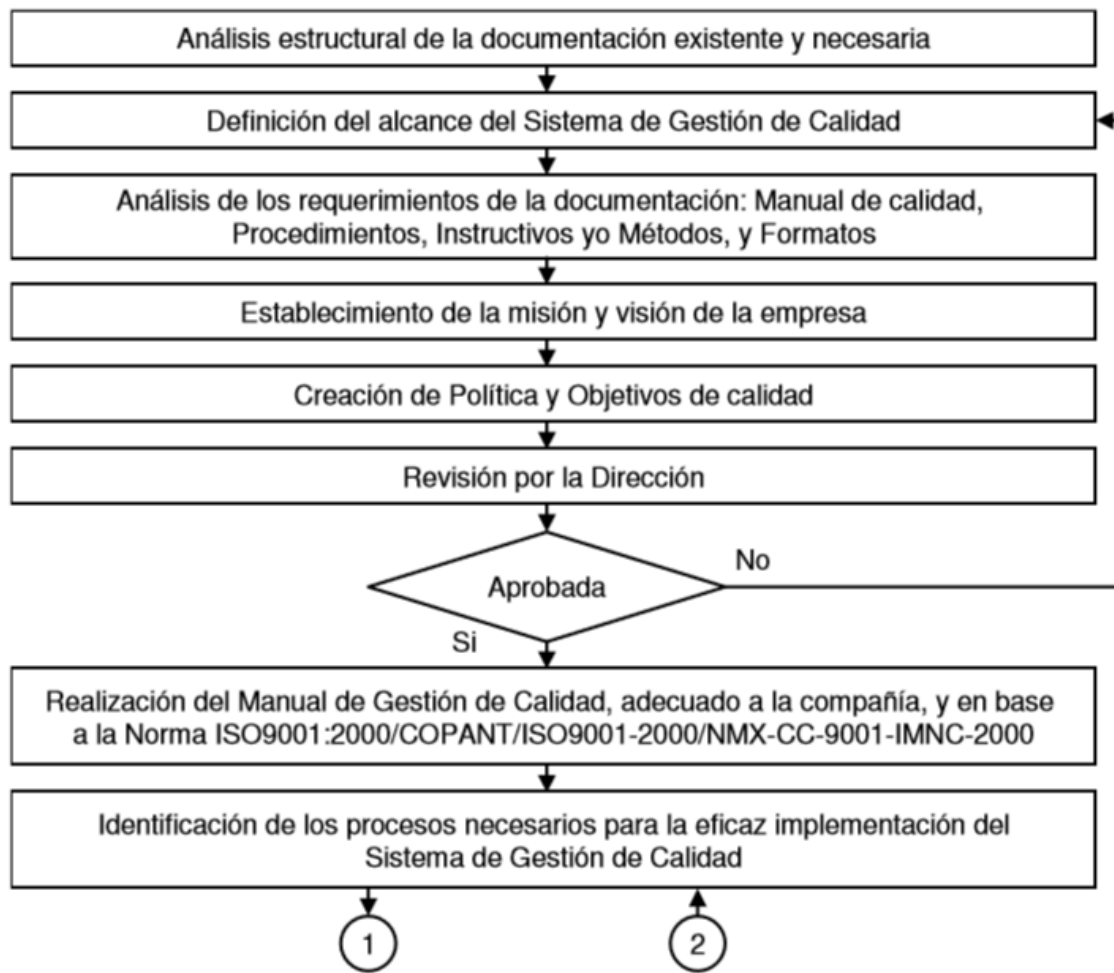 Análisis estructural de la documentación existente y necesaria
Definición del alcance del Sistema de Gestión de Calidad
Análisis de los requerimientos de la documentación: Manual de calidad,
Procedimientos, Instructivos yo Métodos, y Formatos
Establecimiento de la misión y visión de la empresa
Creación de Política y Objetivos de calidad
Revisión por la Dirección
No
Aprobada
Si
Realización del Manual de Gestión de Calidad, adecuado a la compañía, y en base
a la Norma ISO9001:2000/COPANT/ISO9001-2000/NMX-CC-9001-IMNC-2000
Identificación de los procesos necesarios para la eficaz implementación del
Sistema de Gestión de Calidad
1
2